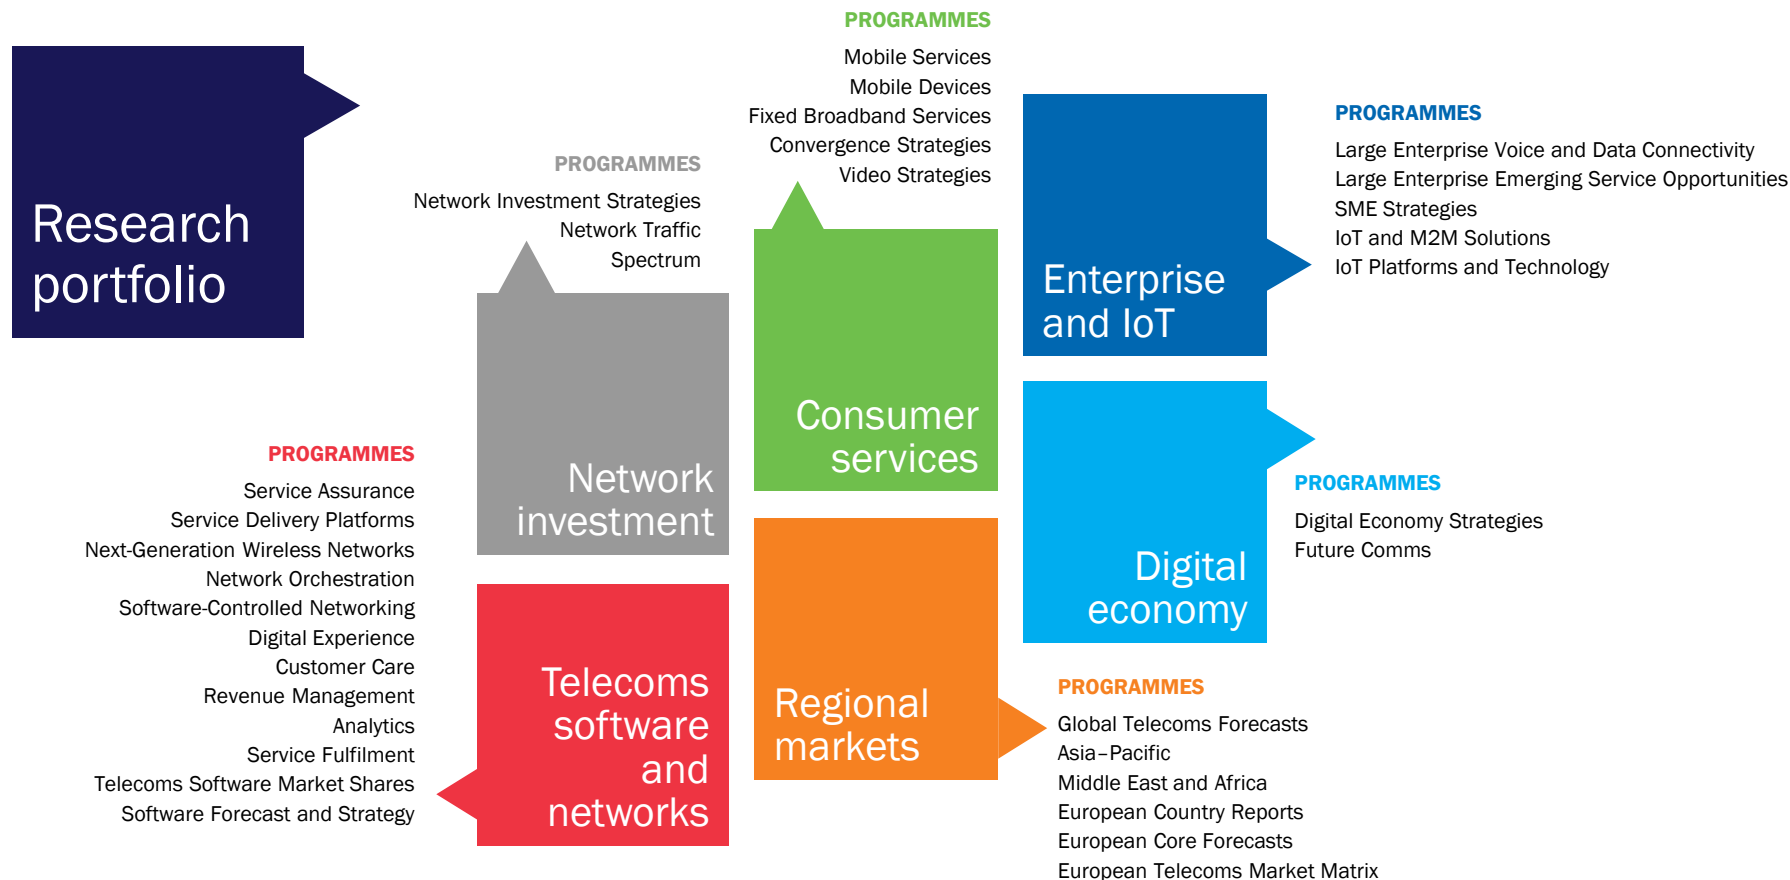 Research
portfolio
PROGRAMMES
Network Investment Strategies
Network Traffic
Spectrum
Network
investment
PROGRAMMES
Mobile Services
Mobile Devices
Fixed Broadband Services
Convergence Strategies
Video Strategies
Consumer
services
Enterprise
and IoT
PROGRAMMES
Large Enterprise Voice and Data Connectivity
Large Enterprise Emerging Service Opportunities
SME Strategies
IoT and M2M Solutions
IoT Platforms and Technology
PROGRAMMES
Service Assurance
Service Delivery Platforms
Next-Generation Wireless Networks
Network Orchestration
Software-Controlled Networking
Digital Experience
Customer Care
Revenue Management
Analytics
Service Fulfilment
Telecoms Software Market Shares
Software Forecast and Strategy
Telecoms
software
and
networks
Regional
markets
PROGRAMMES
Global Telecoms Forecasts
Asia–Pacific
Middle East and Africa
European Country Reports
European Core Forecasts
European Telecoms Market Matrix
Digital
economy
PROGRAMMES
Digital Economy Strategies
Future Comms